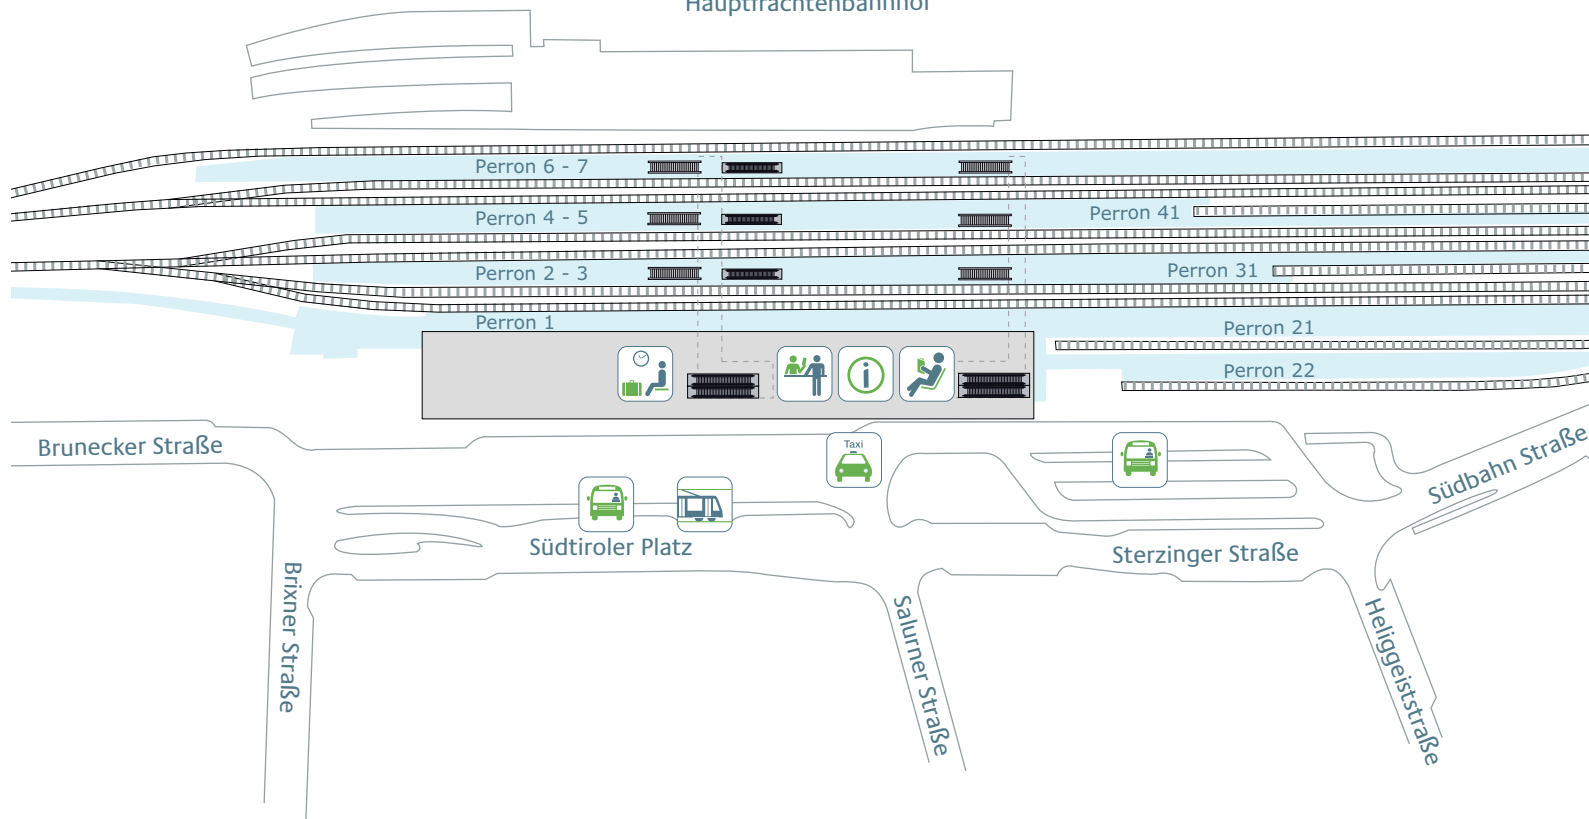 Hauptfrachtenbahnhof
Perron 6 - 7
Perron 4 - 5
Perron 41
Perron 2 - 3
Perron 31
Perron 1
Perron 21
Perron 22
Brunecker Straße
Taxi
Südbahn Straße
Südtiroler Platz
Sterzinger Straße
Brixner Straße
Salurner Straße
Heliggeiststraße